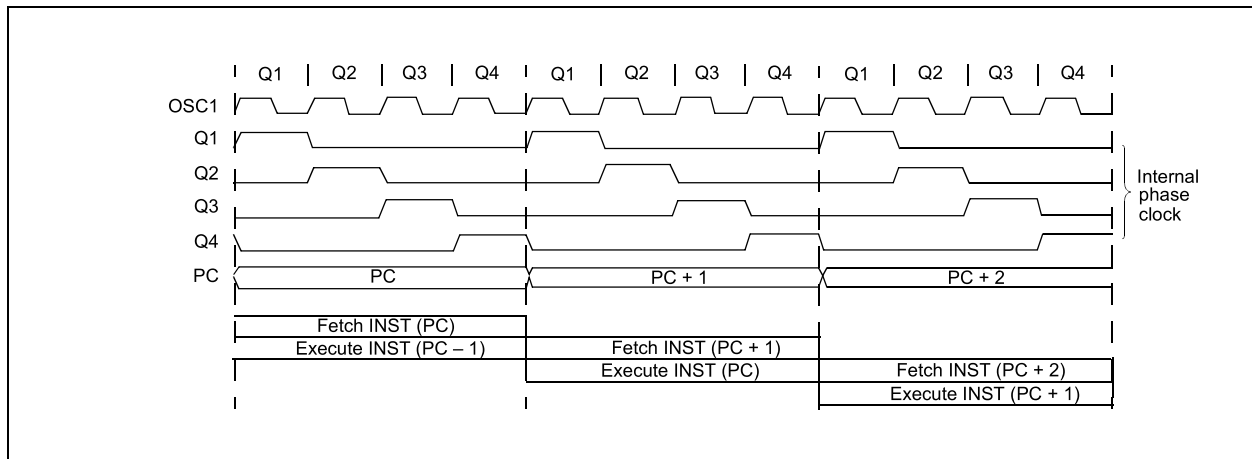 Q1 Q2 Q3 Q4 Q1 Q2 Q3 Q4 Q1 Q2 Q3 Q4
OSC1
Q1
Q2
Q3
Q4
Internal
phase
clock
PC PC PC + 1 PC + 2
Fetch INST (PC)
Execute INST (PC – 1) Fetch INST (PC + 1)
Execute INST (PC) Fetch INST (PC + 2)
Execute INST (PC + 1)